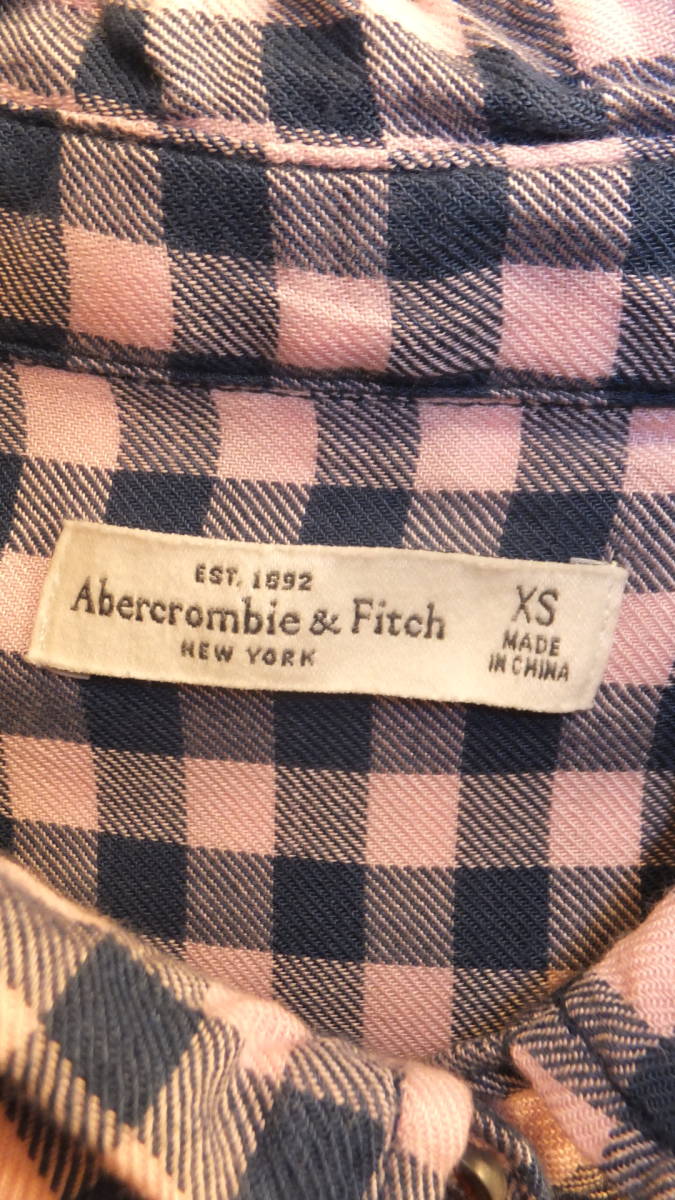 EST. 1892
Abercrombie & Fitch
NEW YORK
XS
MADE
IN CHINA